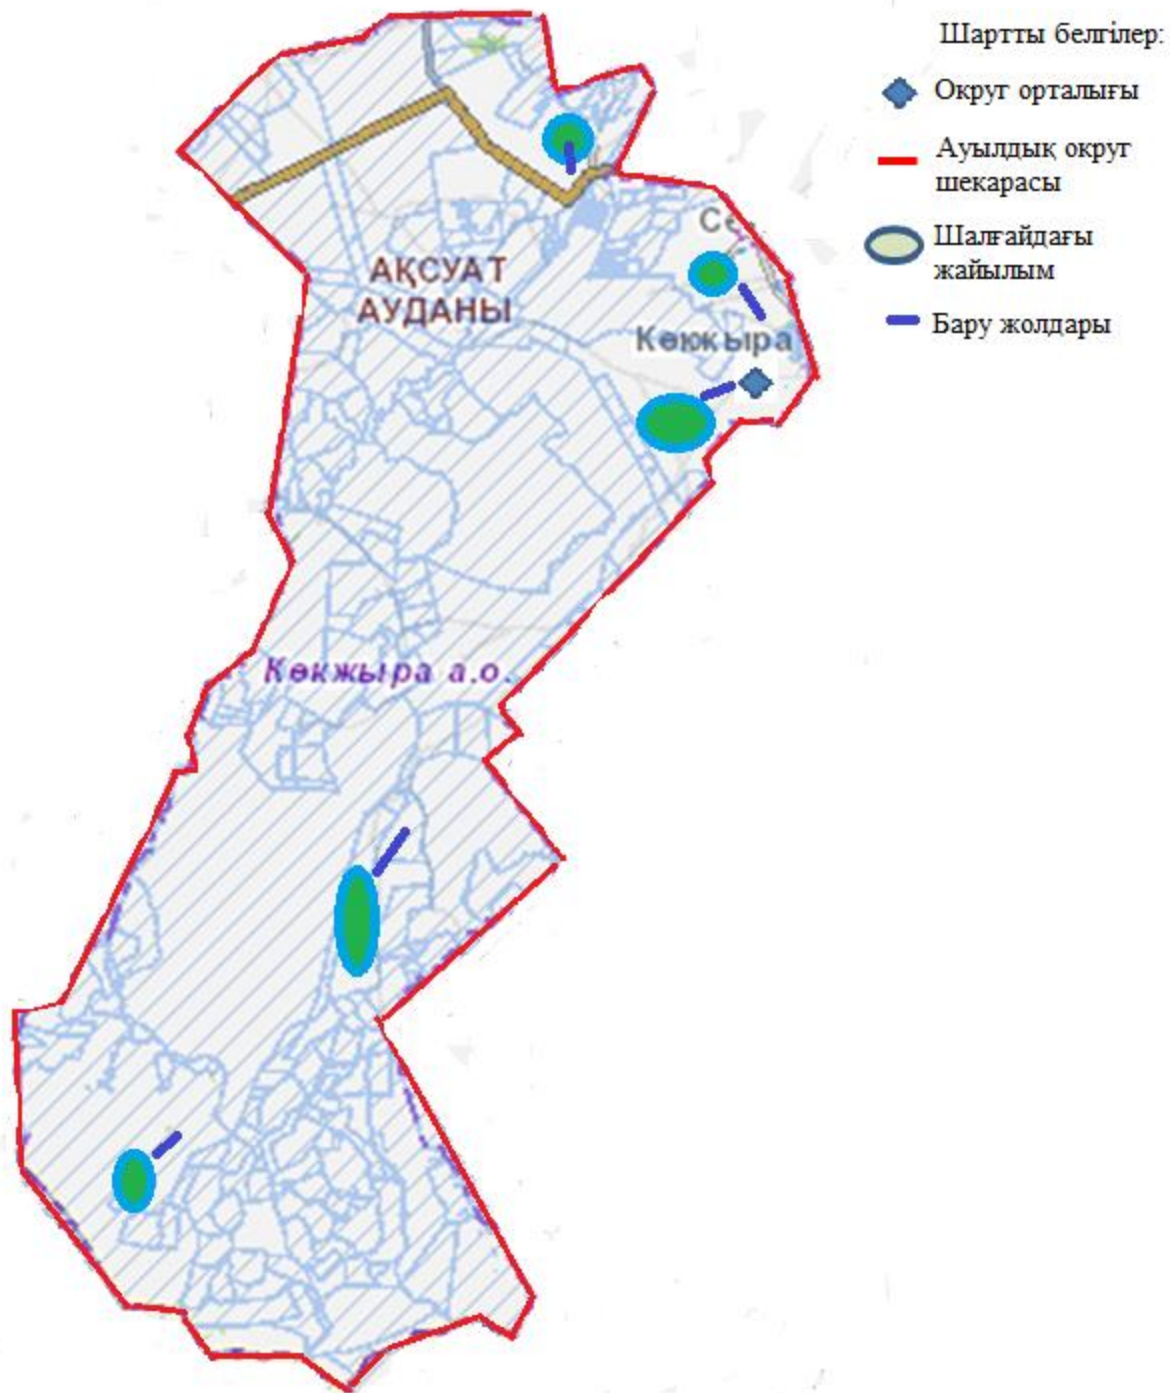 Шартты белгілер:
Округ орталығы
Ауылдық округ
шекарасы
Шалғайдағы
жайылым
Бару жолдары
АҚСУАТ
АУДАНЫ
Көкжыра
Көкжыра а.о.